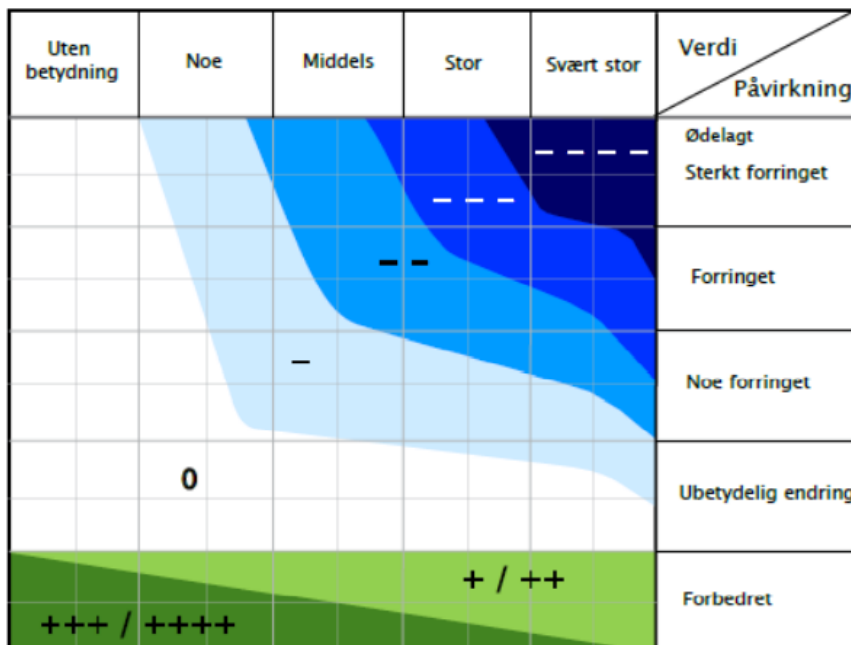 Uten
betydning
Noe
Middels
Stor
Svært stor
Verdi
Påvirkning
Ødelagt
– – – –
Sterkt forringet
– – –
– –
Forringet
–
Noe forringet
0
Ubetydelig endring
+ / ++
Forbedret
+++ / ++++